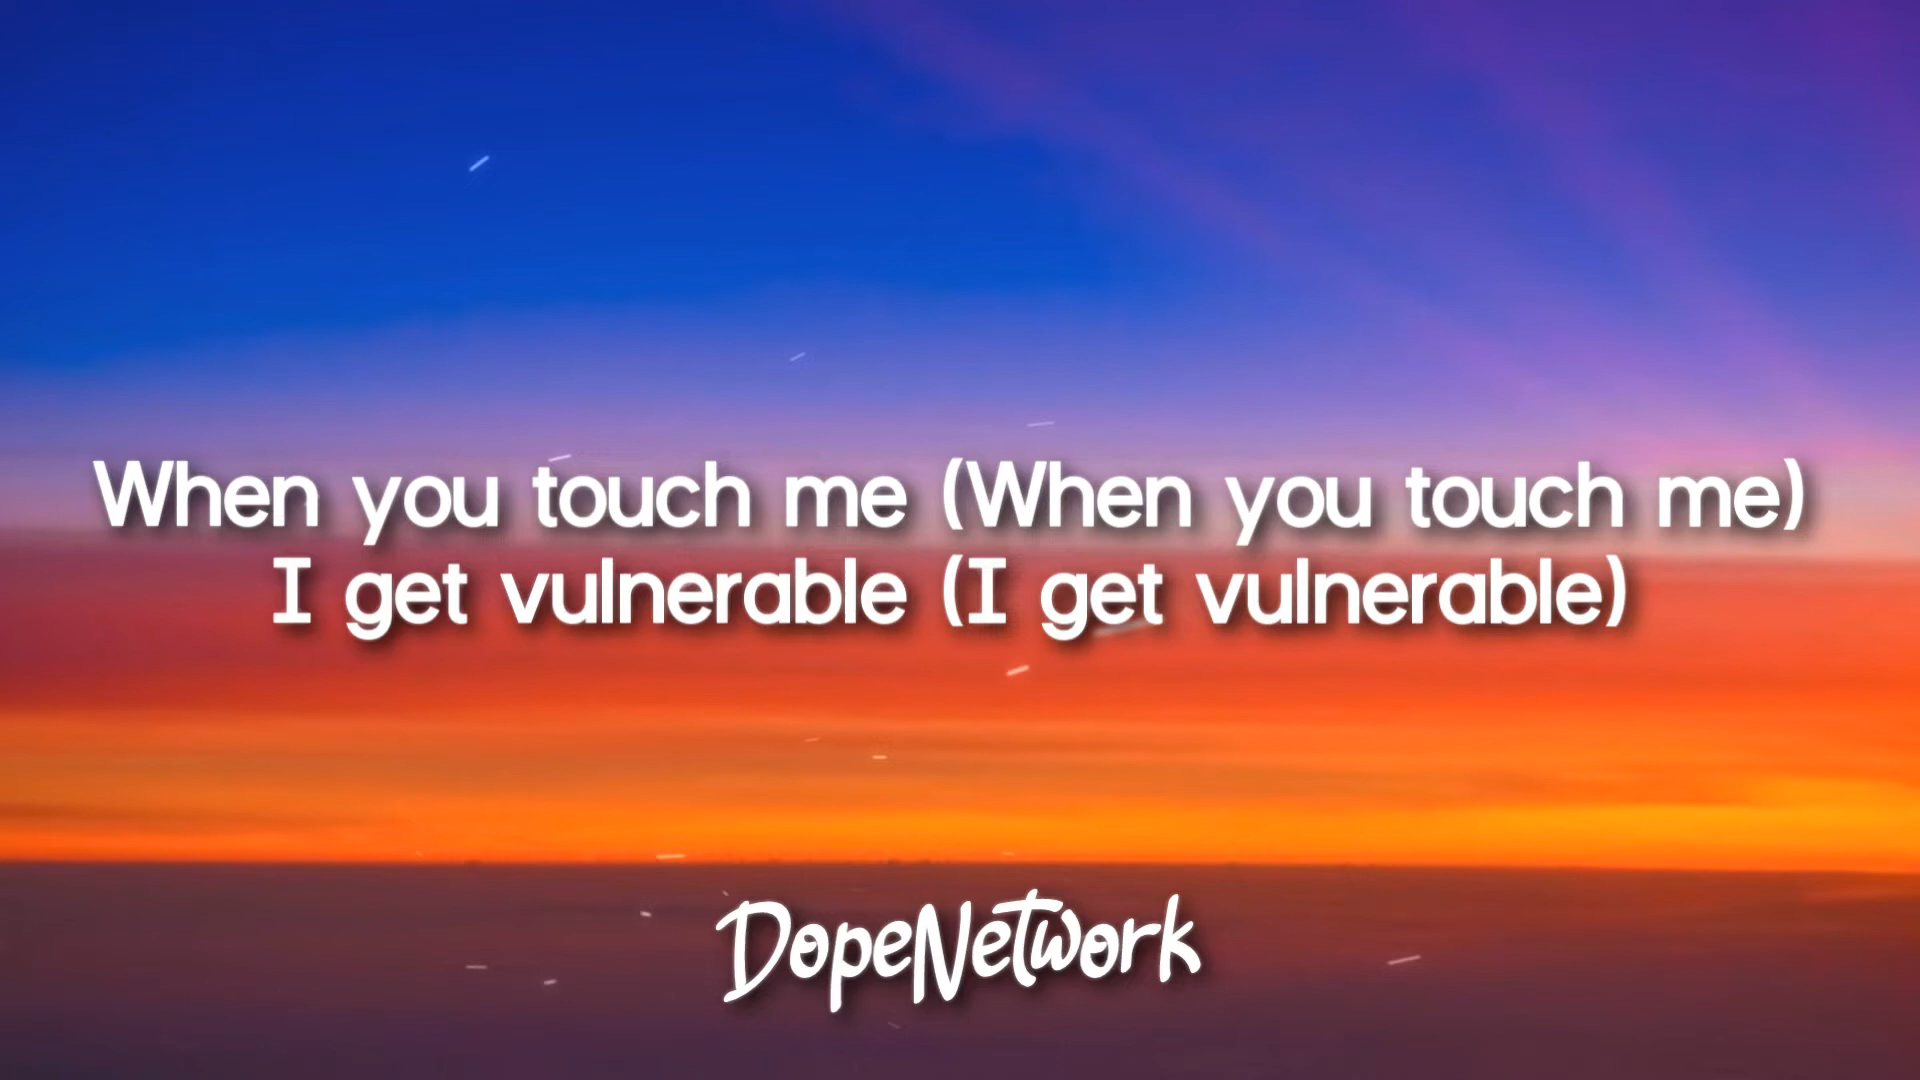 When you touch me (When you touch me)
I get vulnerable (I get vulnerable)
DopeNetwork